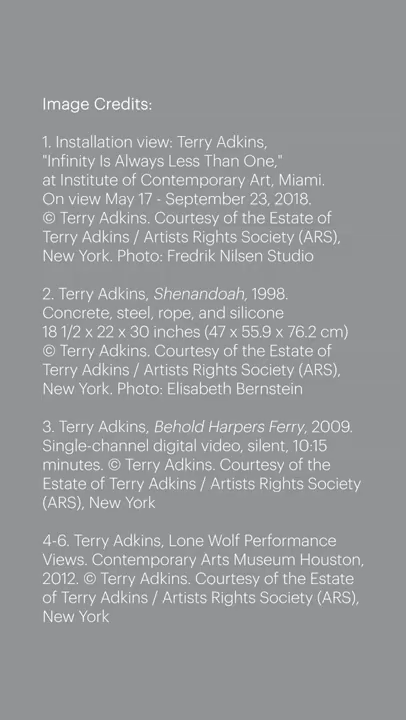 Image Credits:
1. Installation view: Terry Adkins,
"Infinity Is Always Less Than One,"
at Institute of Contemporary Art, Miami.
On view May 17 - September 23, 2018.
© Terry Adkins. Courtesy of the Estate of
Terry Adkins / Artists Rights Society (ARS),
New York. Photo: Fredrik Nilsen Studio
2. Terry Adkins, Shenandoah, 1998.
Concrete, steel, rope, and silicone
18 1/2 x 22 x 30 inches (47 x 55.9 x 76.2 cm)
© Terry Adkins. Courtesy of the Estate of
Terry Adkins / Artists Rights Society (ARS),
New York. Photo: Elisabeth Bernstein
3. Terry Adkins, Behold Harpers Ferry, 2009.
Single-channel digital video, silent, 10:15
minutes. © Terry Adkins. Courtesy of the
Estate of Terry Adkins / Artists Rights Society
(ARS), New York
4-6. Terry Adkins, Lone Wolf Performance
Views. Contemporary Arts Museum Houston,
2012. © Terry Adkins. Courtesy of the Estate
of Terry Adkins / Artists Rights Society (ARS),
New York